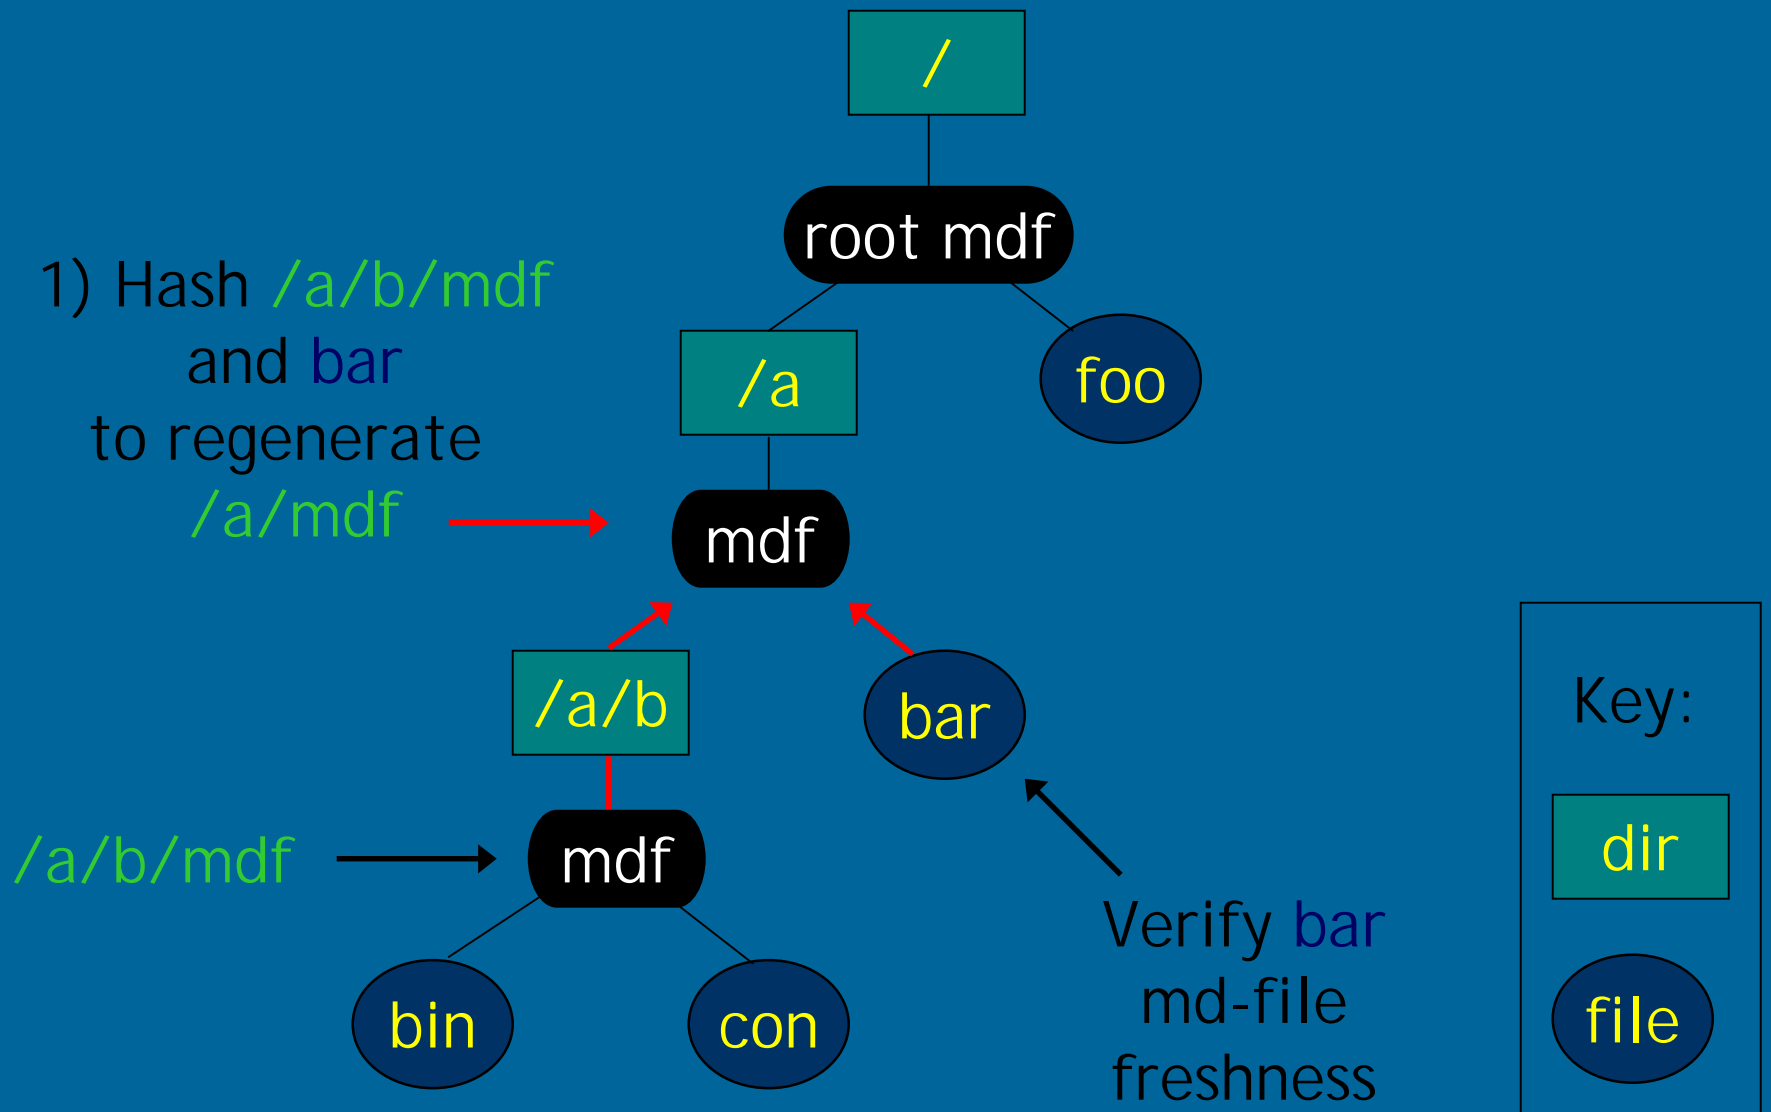 /
root mdf
1) Hash /a/b/mdf
and bar
to regenerate
/a/mdf
/a
foo
mdf
/a/b
bar
/a/b/mdf
mdf
bin
con
Verify bar
md-file
freshness
Key:
dir
file